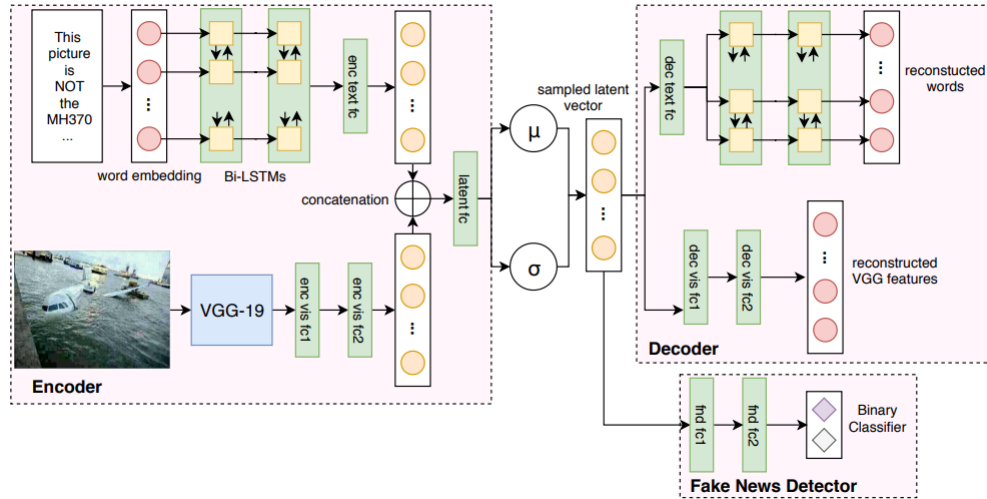 This
picture
is
NOT
the
MH370
...
word embedding
Bi-LSTMs
enc text fc
concatenation
latent fc
VGG-19
enc vis fc1
enc vis fc2
Encoder
μ
σ
sampled latent
vector
dec text fc
reconstucted
words
dec vis fc1
dec vis fc2
reconstructed
VGG features
Decoder
fnd fc1
fnd fc2
Binary
Classifier
Fake News Detector